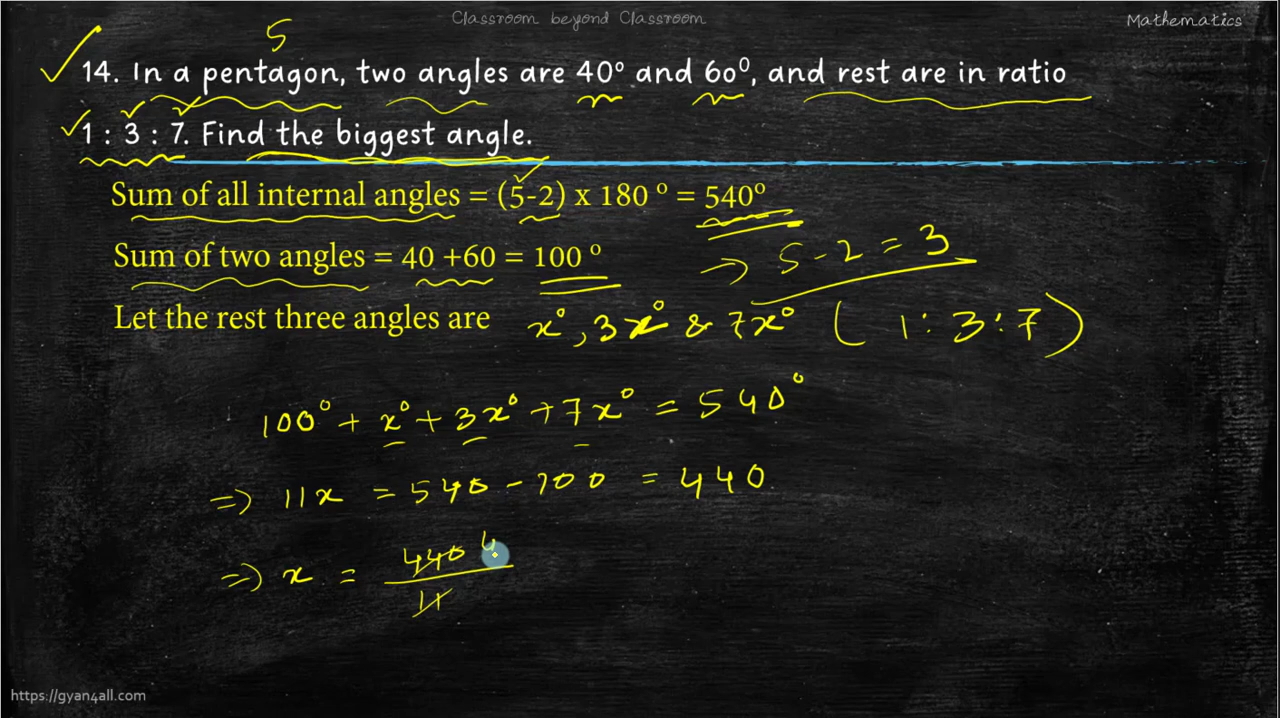 Classroom beyond Classroom
Mathematics
5
14. In a pentagon, two angles are 40° and 60°, and rest are in ratio
1 : 3 : 7. Find the biggest angle.
Sum of all internal angles = (5-2) x 180 ° = 540°
Sum of two angles = 40 +60 = 100 °
⇒ 5 - 2 = 3
Let the rest three angles are x°, 3x° & 7x° ( 1 : 3 : 7 )
100° + x° + 3x° + 7x° = 540°
⇒ 11x = 540 - 100 = 440
⇒ x = 440 4
11
https://gyan4all.com